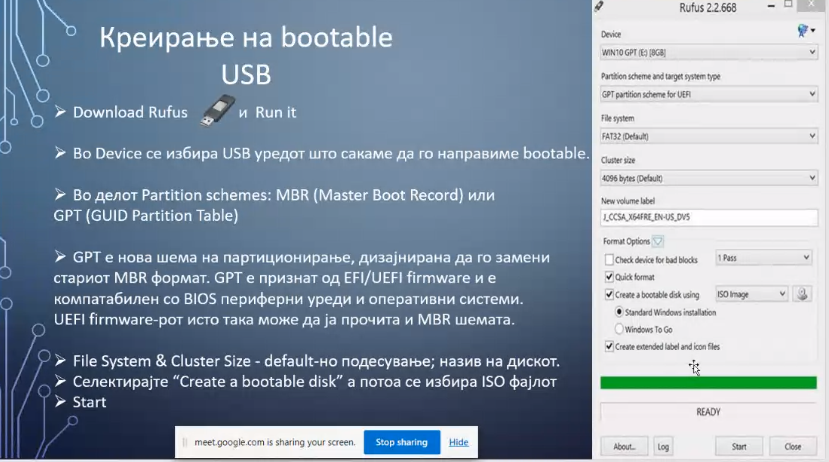 Креирање на bootable
USB
➢ Download Rufus и Run it
➢ Во Device се избира USB уредот што сакаме да го направиме bootable.
➢ Во делот Partition schemes: MBR (Master Boot Record) или
GPT (GUID Partition Table)
➢ GPT е нова шема на партиционирање, дизајнирана да го замени
стариот MBR формат. GPT е признат од EFI/UEFI firmware и е
компатабилен со BIOS периферни уреди и оперативни системи.
UEFI firmware-рот исто така може да ја прочита и MBR шемата.
➢ File System & Cluster Size - default-но подесување; назив на дискот.
➢ Селектирајте “Create a bootable disk” а потоа се избира ISO фајлот
➢ Start
meet.google.com is sharing your screen. Stop sharing Hide
Rufus 2.2.668
Device
WIN10 GPT (E:) [8GB]
Partition scheme and target system type
GPT partition scheme for UEFI
File system
FAT32 (Default)
Cluster size
4096 bytes (Default)
New volume label
J_CCSA_X64FRE_EN-US_DV5
Format Options
Check device for bad blocks 1 Pass
Quick format
Create a bootable disk using ISO Image
Standard Windows installation
Windows To Go
Create extended label and icon files
READY
About... Log Start Close